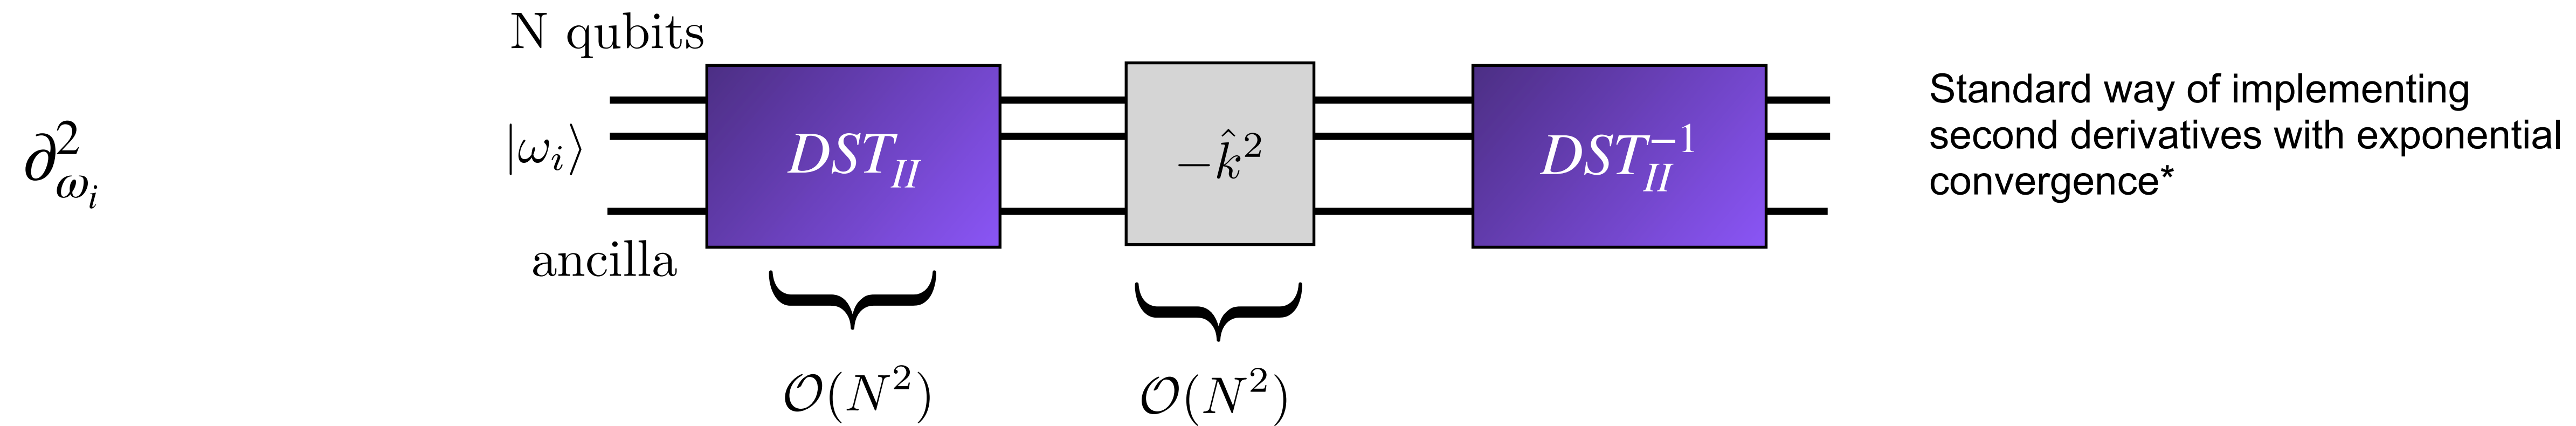 N qubits
∂²_{ω_i}
|ω_i⟩
DST_{II}
−k̂²
DST_{II}^{−1}
Standard way of implementing
second derivatives with exponential
convergence*
ancilla
𝒪(N²)
𝒪(N²)